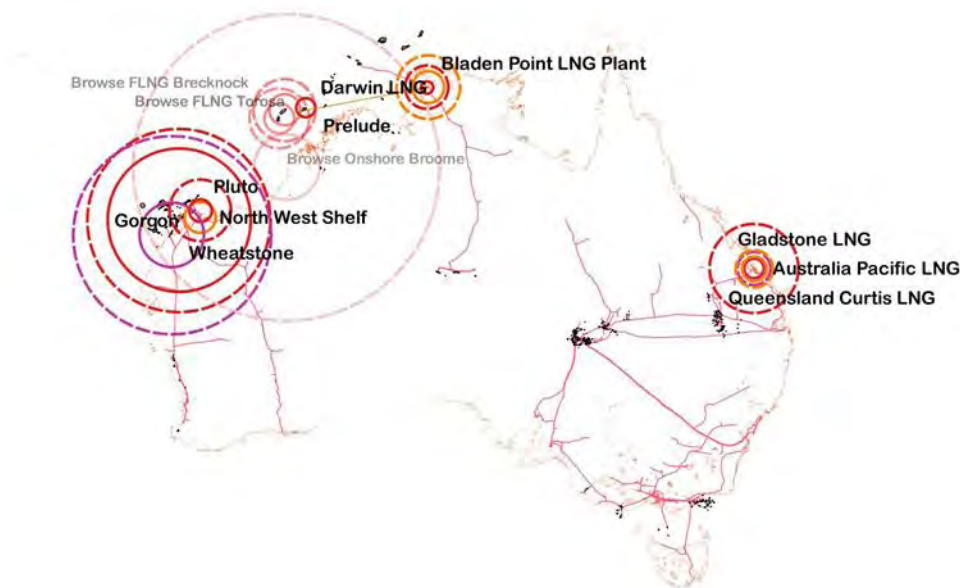 Bladen Point LNG Plant
Browse FLNG Brecknock
Darwin LNG
Browse FLNG Torosa
Prelude
Browse Onshore Broome
Pluto
Gorgon
North West Shelf
Wheatstone
Gladstone LNG
Australia Pacific LNG
Queensland Curtis LNG